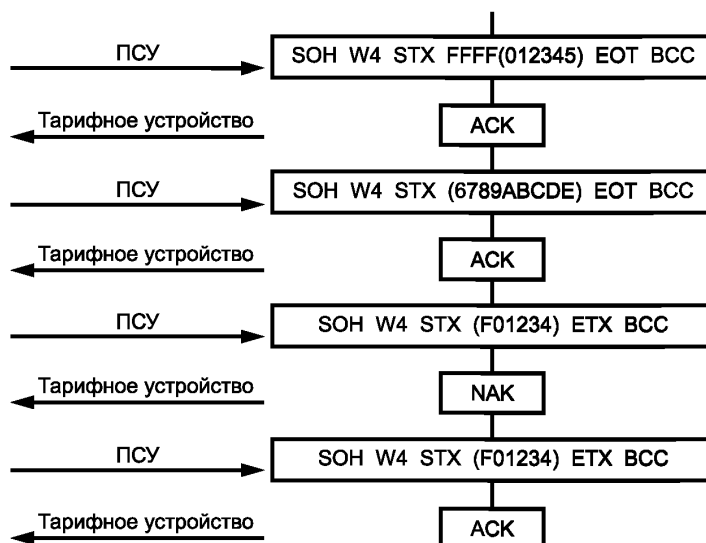 ПСУ
SOH W4 STX FFFF(012345) EOT BCC
Тарифное устройство
ACK
ПСУ
SOH W4 STX (6789ABCDE) EOT BCC
Тарифное устройство
ACK
ПСУ
SOH W4 STX (F01234) ETX BCC
Тарифное устройство
NAK
ПСУ
SOH W4 STX (F01234) ETX BCC
Тарифное устройство
ACK